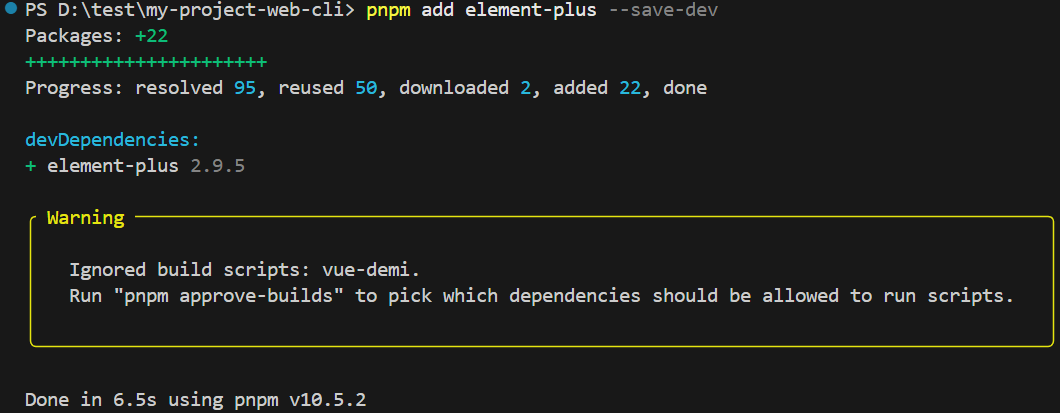 PS D:\test\my-project-web-cli> pnpm add element-plus --save-dev
Packages: +22
++++++++++++++++++++++
Progress: resolved 95, reused 50, downloaded 2, added 22, done
devDependencies:
+ element-plus 2.9.5
Warning
Ignored build scripts: vue-demi.
Run "pnpm approve-builds" to pick which dependencies should be allowed to run scripts.
Done in 6.5s using pnpm v10.5.2